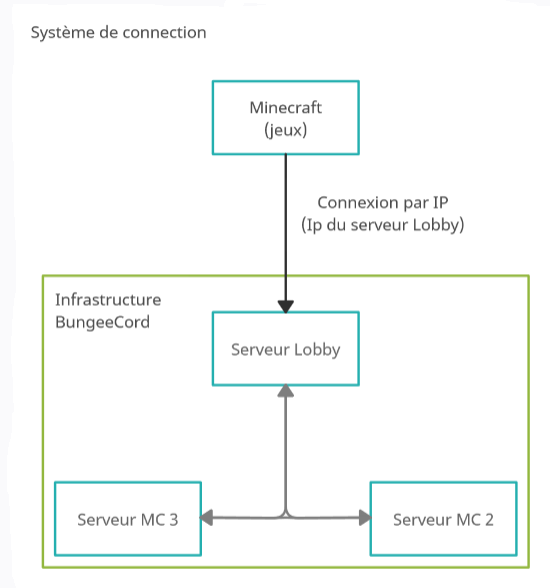 Système de connection
Minecraft
(jeux)
Connexion par IP
(Ip du serveur Lobby)
Infrastructure
BungeeCord
Serveur Lobby
Serveur MC 3
Serveur MC 2